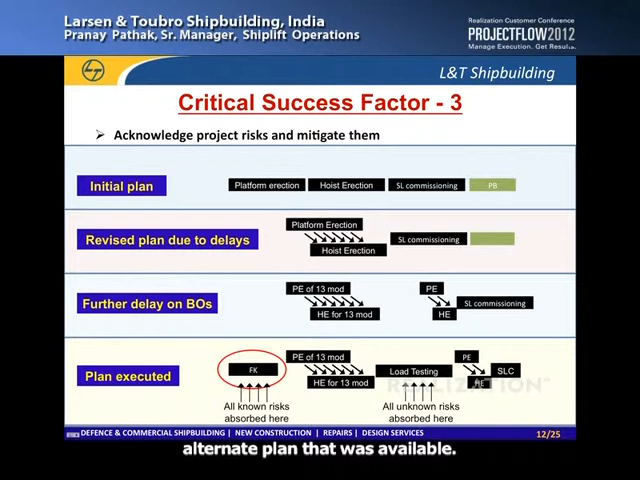 Larsen & Toubro Shipbuilding, India
Pranay Pathak, Sr. Manager, Shiplift Operations
Realization Customer Conference
PROJECTFLOW2012
Manage Execution. Get Results.
L&T Shipbuilding
Critical Success Factor - 3
➢ Acknowledge project risks and mitigate them
Initial plan
Platform erection
Hoist Erection
SL commissioning
PB
Revised plan due to delays
Platform Erection
Hoist Erection
SL commissioning
Further delay on BOs
PE of 13 mod
HE for 13 mod
PE
HE
SL commissioning
Plan executed
FK
PE of 13 mod
HE for 13 mod
Load Testing
PE
HE
SLC
REALIZATION™
All known risks
absorbed here
All unknown risks
absorbed here
DEFENCE & COMMERCIAL SHIPBUILDING | NEW CONSTRUCTION | REPAIRS | DESIGN SERVICES
12/25
alternate plan that was available.